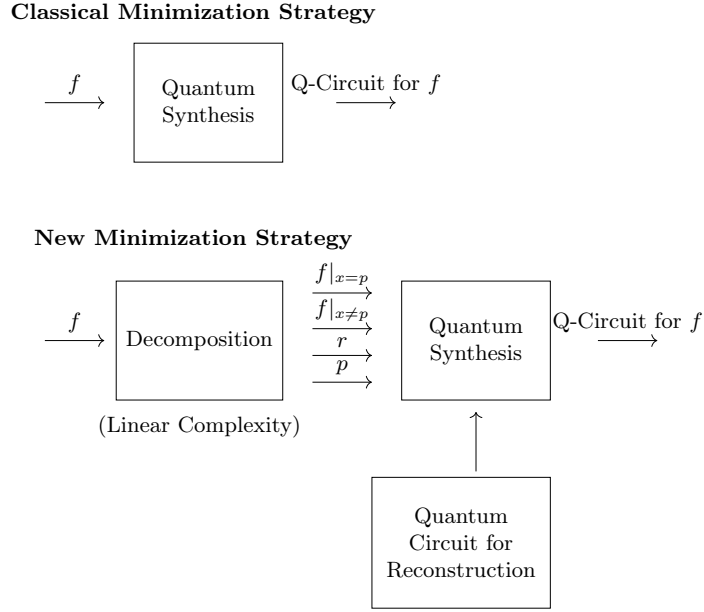 Classical Minimization Strategy
f
Quantum
Synthesis
Q-Circuit for f
New Minimization Strategy
f
Decomposition
(Linear Complexity)
f|x=p
f|x≠p
r
p
Quantum
Synthesis
Q-Circuit for f
Quantum
Circuit for
Reconstruction